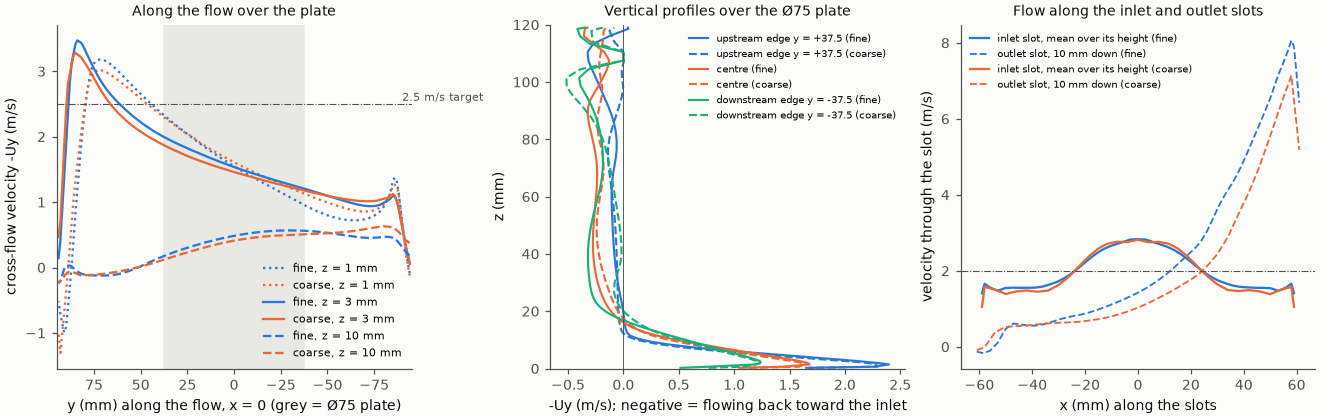 Along the flow over the plate
cross-flow velocity -Uy (m/s)
3
2
1
0
−1
2.5 m/s target
fine, z = 1 mm
coarse, z = 1 mm
fine, z = 3 mm
coarse, z = 3 mm
fine, z = 10 mm
coarse, z = 10 mm
75 50 25 0 −25 −50 −75
y (mm) along the flow, x = 0 (grey = Ø75 plate)
Vertical profiles over the Ø75 plate
z (mm)
120
100
80
60
40
20
0
upstream edge y = +37.5 (fine)
upstream edge y = +37.5 (coarse)
centre (fine)
centre (coarse)
downstream edge y = -37.5 (fine)
downstream edge y = -37.5 (coarse)
−0.5 0.0 0.5 1.0 1.5 2.0 2.5
-Uy (m/s); negative = flowing back toward the inlet
Flow along the inlet and outlet slots
velocity through the slot (m/s)
8
6
4
2
0
inlet slot, mean over its height (fine)
outlet slot, 10 mm down (fine)
inlet slot, mean over its height (coarse)
outlet slot, 10 mm down (coarse)
−60 −40 −20 0 20 40 60
x (mm) along the slots